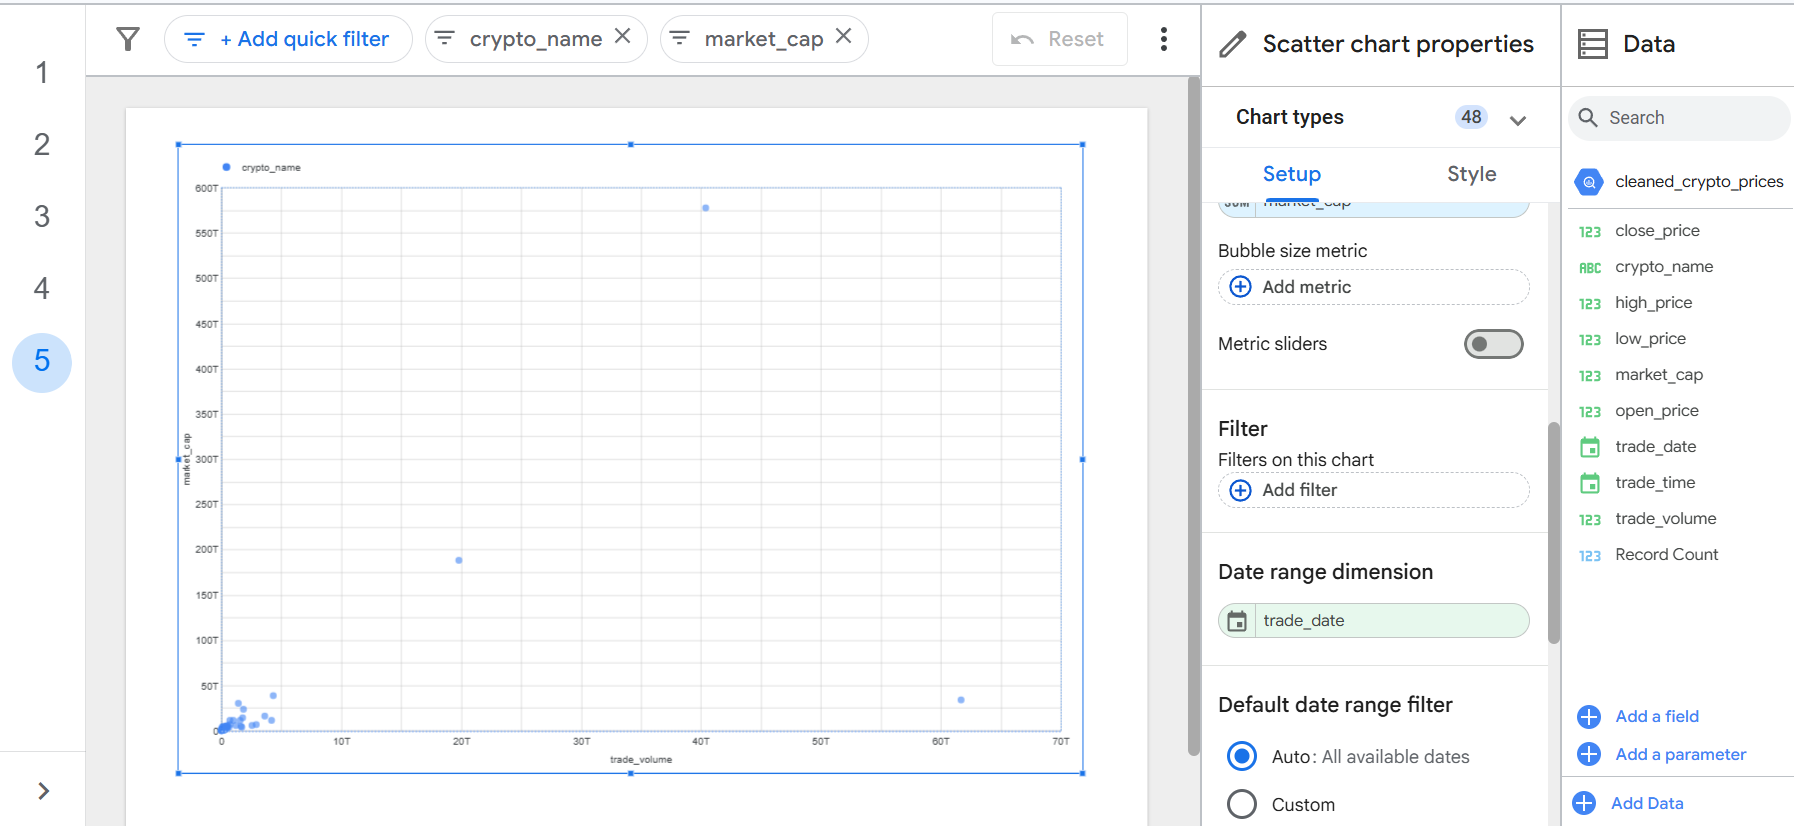 1
2
3
4
5
+ Add quick filter
crypto_name
market_cap
Reset
crypto_name
600T
550T
500T
450T
400T
350T
300T
250T
200T
150T
100T
50T
0
market_cap
0
10T
20T
30T
40T
50T
60T
70T
trade_volume
Scatter chart properties
Chart types
48
Setup
Style
SUM
market_cap
Bubble size metric
Add metric
Metric sliders
Filter
Filters on this chart
Add filter
Date range dimension
trade_date
Default date range filter
Auto: All available dates
Custom
Data
Search
cleaned_crypto_prices
123 close_price
ABC crypto_name
123 high_price
123 low_price
123 market_cap
123 open_price
trade_date
trade_time
123 trade_volume
123 Record Count
Add a field
Add a parameter
Add Data